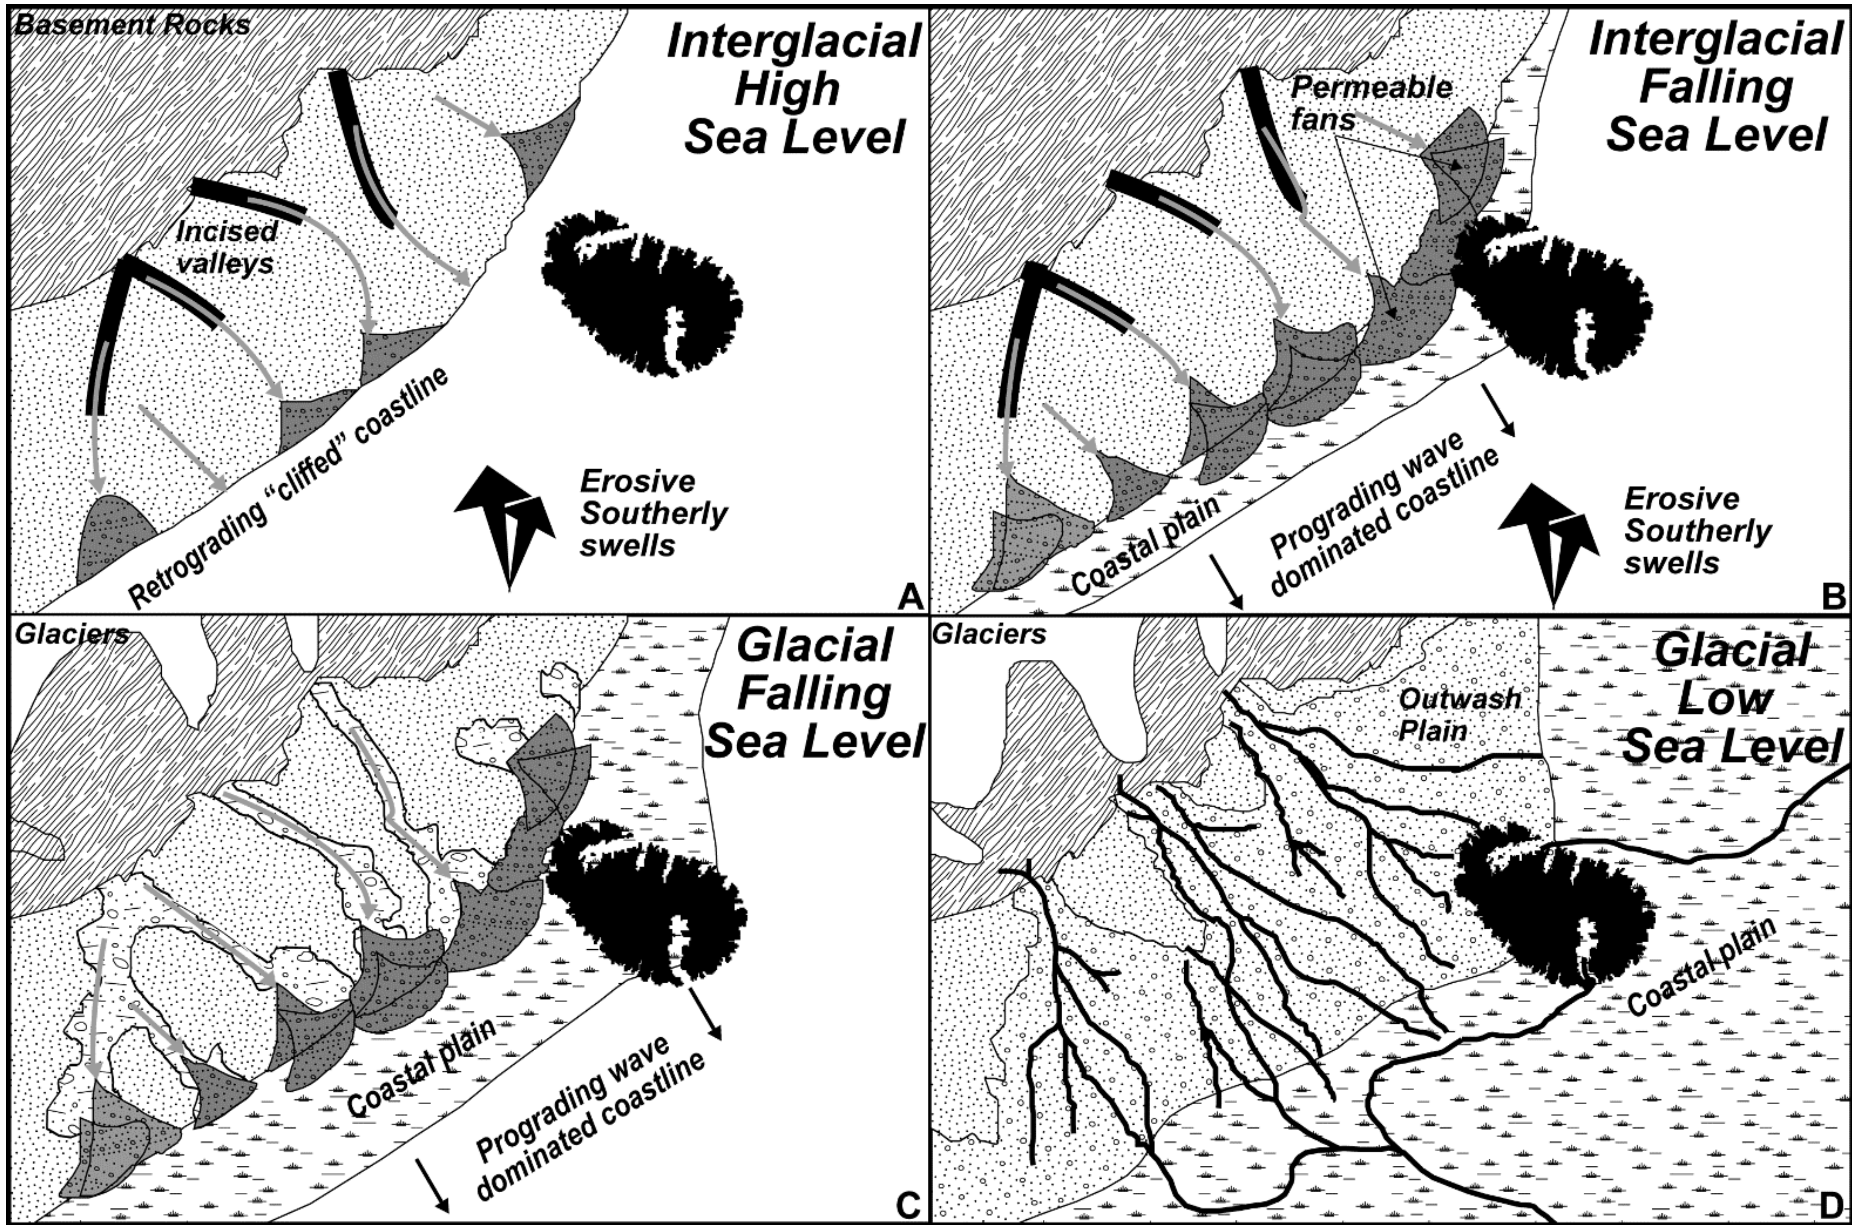 Basement Rocks
Interglacial
High
Sea Level
Incised
valleys
Retrograding “cliffed” coastline
Erosive
Southerly
swells
A
Interglacial
Falling
Sea Level
Permeable
fans
Coastal plain
Prograding wave
dominated coastline
Erosive
Southerly
swells
B
Glaciers
Glacial
Falling
Sea Level
Coastal plain
Prograding wave
dominated coastline
C
Glaciers
Glacial
Low
Sea Level
Outwash
Plain
Coastal plain
D